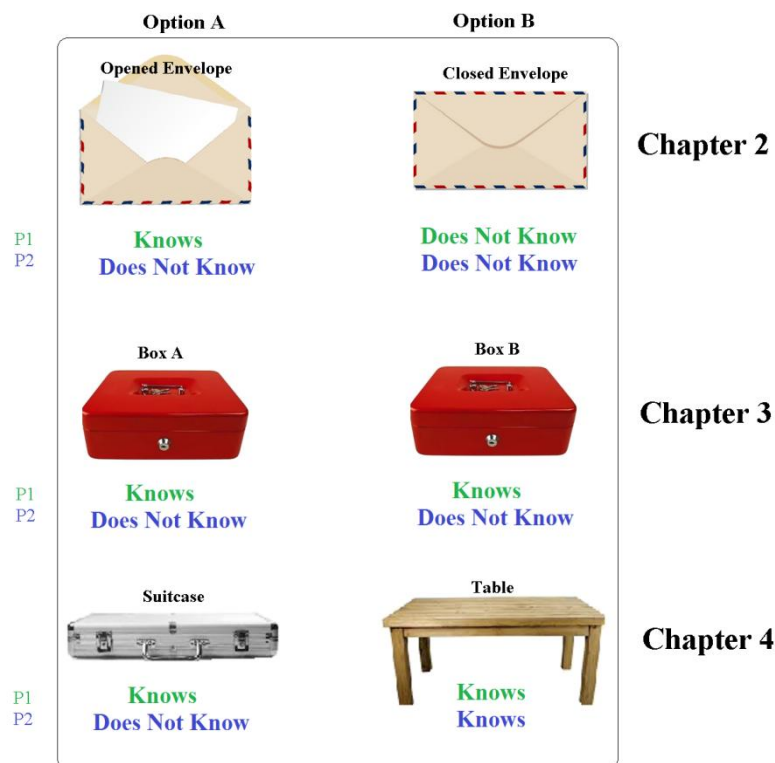 Option A Option B
Opened Envelope Closed Envelope
Chapter 2
P1 Knows Does Not Know
P2 Does Not Know Does Not Know
Box A Box B
Chapter 3
P1 Knows Knows
P2 Does Not Know Does Not Know
Suitcase Table
Chapter 4
P1 Knows Knows
P2 Does Not Know Knows